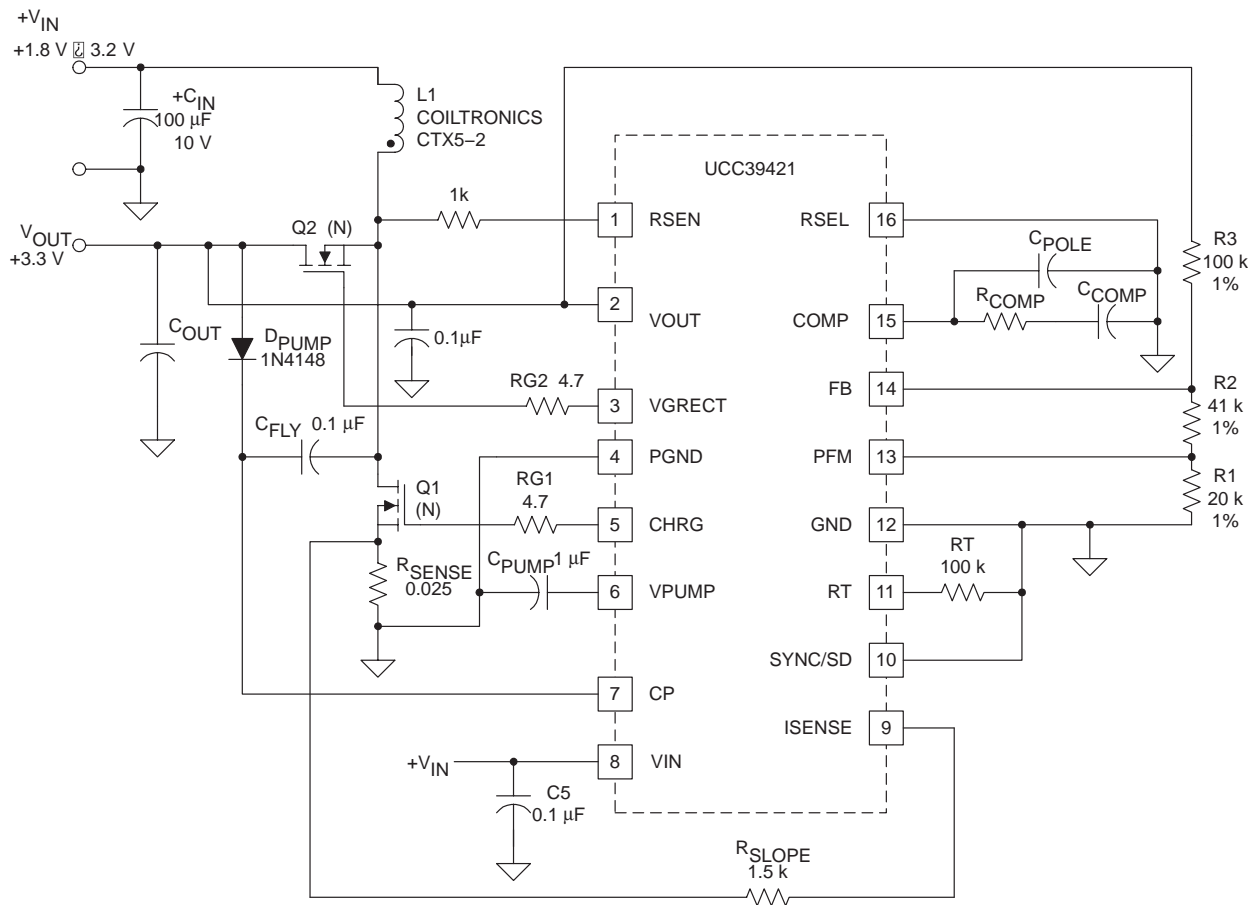 +VIN
+1.8 V ⍰ 3.2 V
+CIN
100 μF
10 V
L1
COILTRONICS
CTX5−2
UCC39421
1k
1
RSEN
RSEL
16
Q2 (N)
VOUT
+3.3 V
CPOLE
R3
100 k
1%
2
VOUT
COMP
15
RCOMP
CCOMP
COUT
DPUMP
1N4148
0.1μF
RG2 4.7
3
VGRECT
FB
14
R2
41 k
1%
CFLY 0.1 μF
4
PGND
PFM
13
Q1
(N)
RG1
4.7
5
CHRG
GND
12
R1
20 k
1%
RSENSE
0.025
CPUMP 1 μF
6
VPUMP
RT
11
RT
100 k
SYNC/SD
10
7
CP
ISENSE
9
+VIN
8
VIN
C5
0.1 μF
RSLOPE
1.5 k